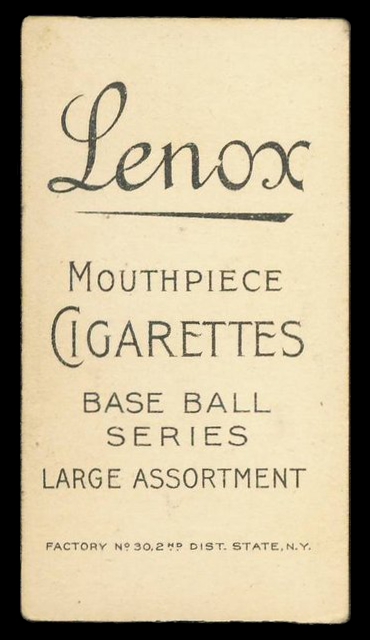 Lenox
MOUTHPIECE
CIGARETTES
BASE BALL
SERIES
LARGE ASSORTMENT
FACTORY Nº 30, 2ND DIST. STATE, N.Y.